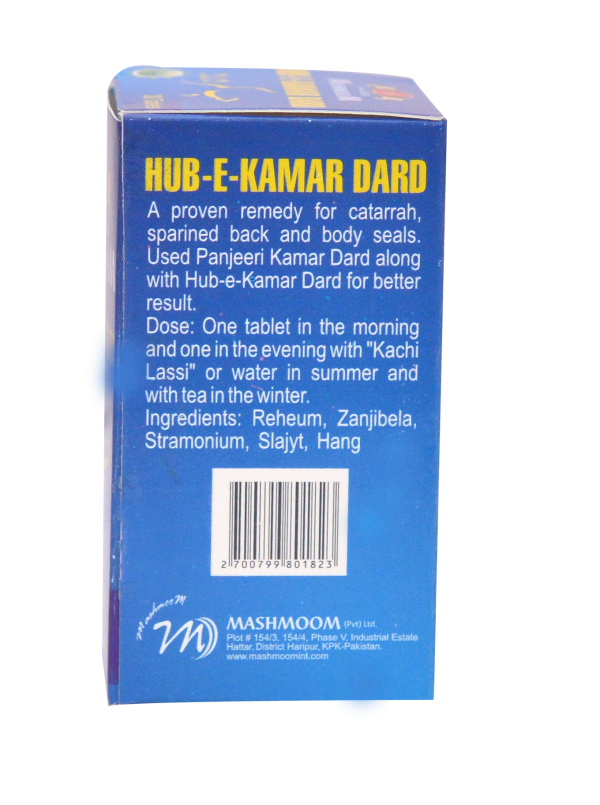 HUB-E-KAMAR DARD
A proven remedy for catarrah,
sparined back and body seals.
Used Panjeeri Kamar Dard along
with Hub-e-Kamar Dard for better
result.
Dose: One tablet in the morning
and one in the evening with "Kachi
Lassi" or water in summer and
with tea in the winter.
Ingredients: Reheum, Zanjibela,
Stramonium, Slajyt, Hang
2 700799 801823
MashmooM
M
MASHMOOM (Pvt) Ltd.
Plot # 154/3, 154/4, Phase V, Industrial Estate
Hattar, District Haripur, KPK-Pakistan.
www.mashmoomint.com